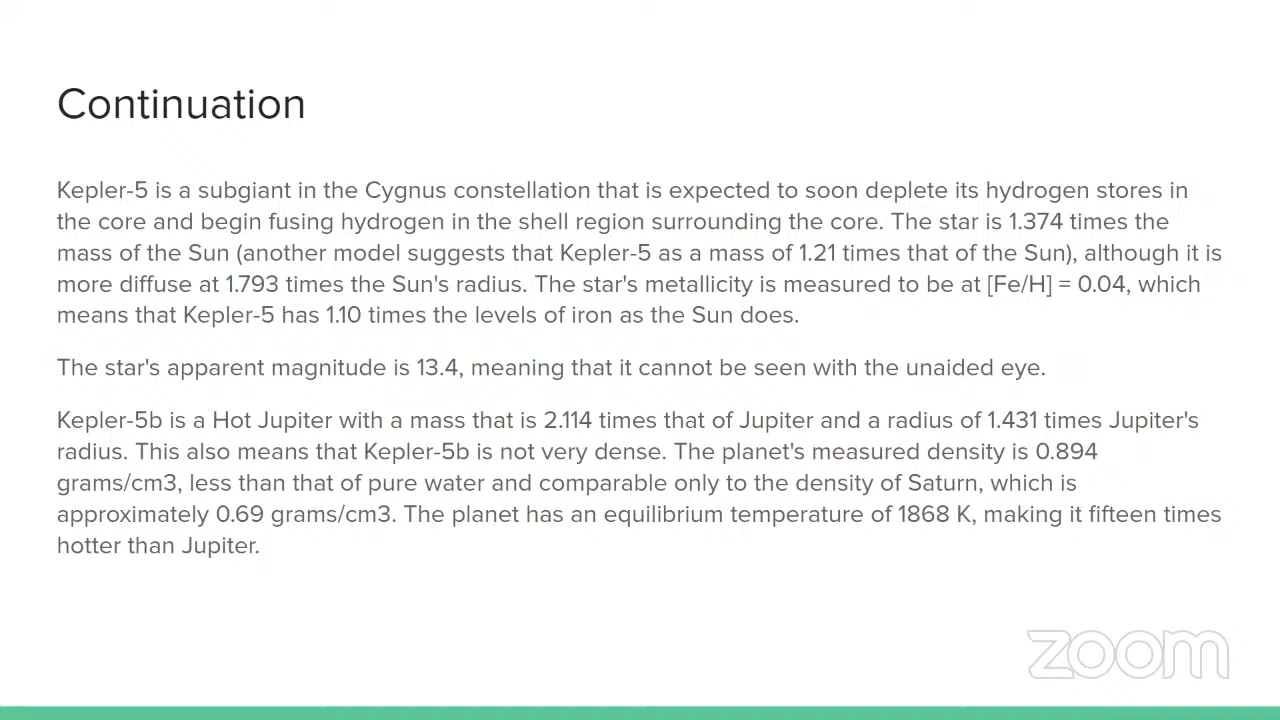 Continuation
Kepler-5 is a subgiant in the Cygnus constellation that is expected to soon deplete its hydrogen stores in
the core and begin fusing hydrogen in the shell region surrounding the core. The star is 1.374 times the
mass of the Sun (another model suggests that Kepler-5 as a mass of 1.21 times that of the Sun), although it is
more diffuse at 1.793 times the Sun's radius. The star's metallicity is measured to be at [Fe/H] = 0.04, which
means that Kepler-5 has 1.10 times the levels of iron as the Sun does.
The star's apparent magnitude is 13.4, meaning that it cannot be seen with the unaided eye.
Kepler-5b is a Hot Jupiter with a mass that is 2.114 times that of Jupiter and a radius of 1.431 times Jupiter's
radius. This also means that Kepler-5b is not very dense. The planet's measured density is 0.894
grams/cm3, less than that of pure water and comparable only to the density of Saturn, which is
approximately 0.69 grams/cm3. The planet has an equilibrium temperature of 1868 K, making it fifteen times
hotter than Jupiter.
zoom